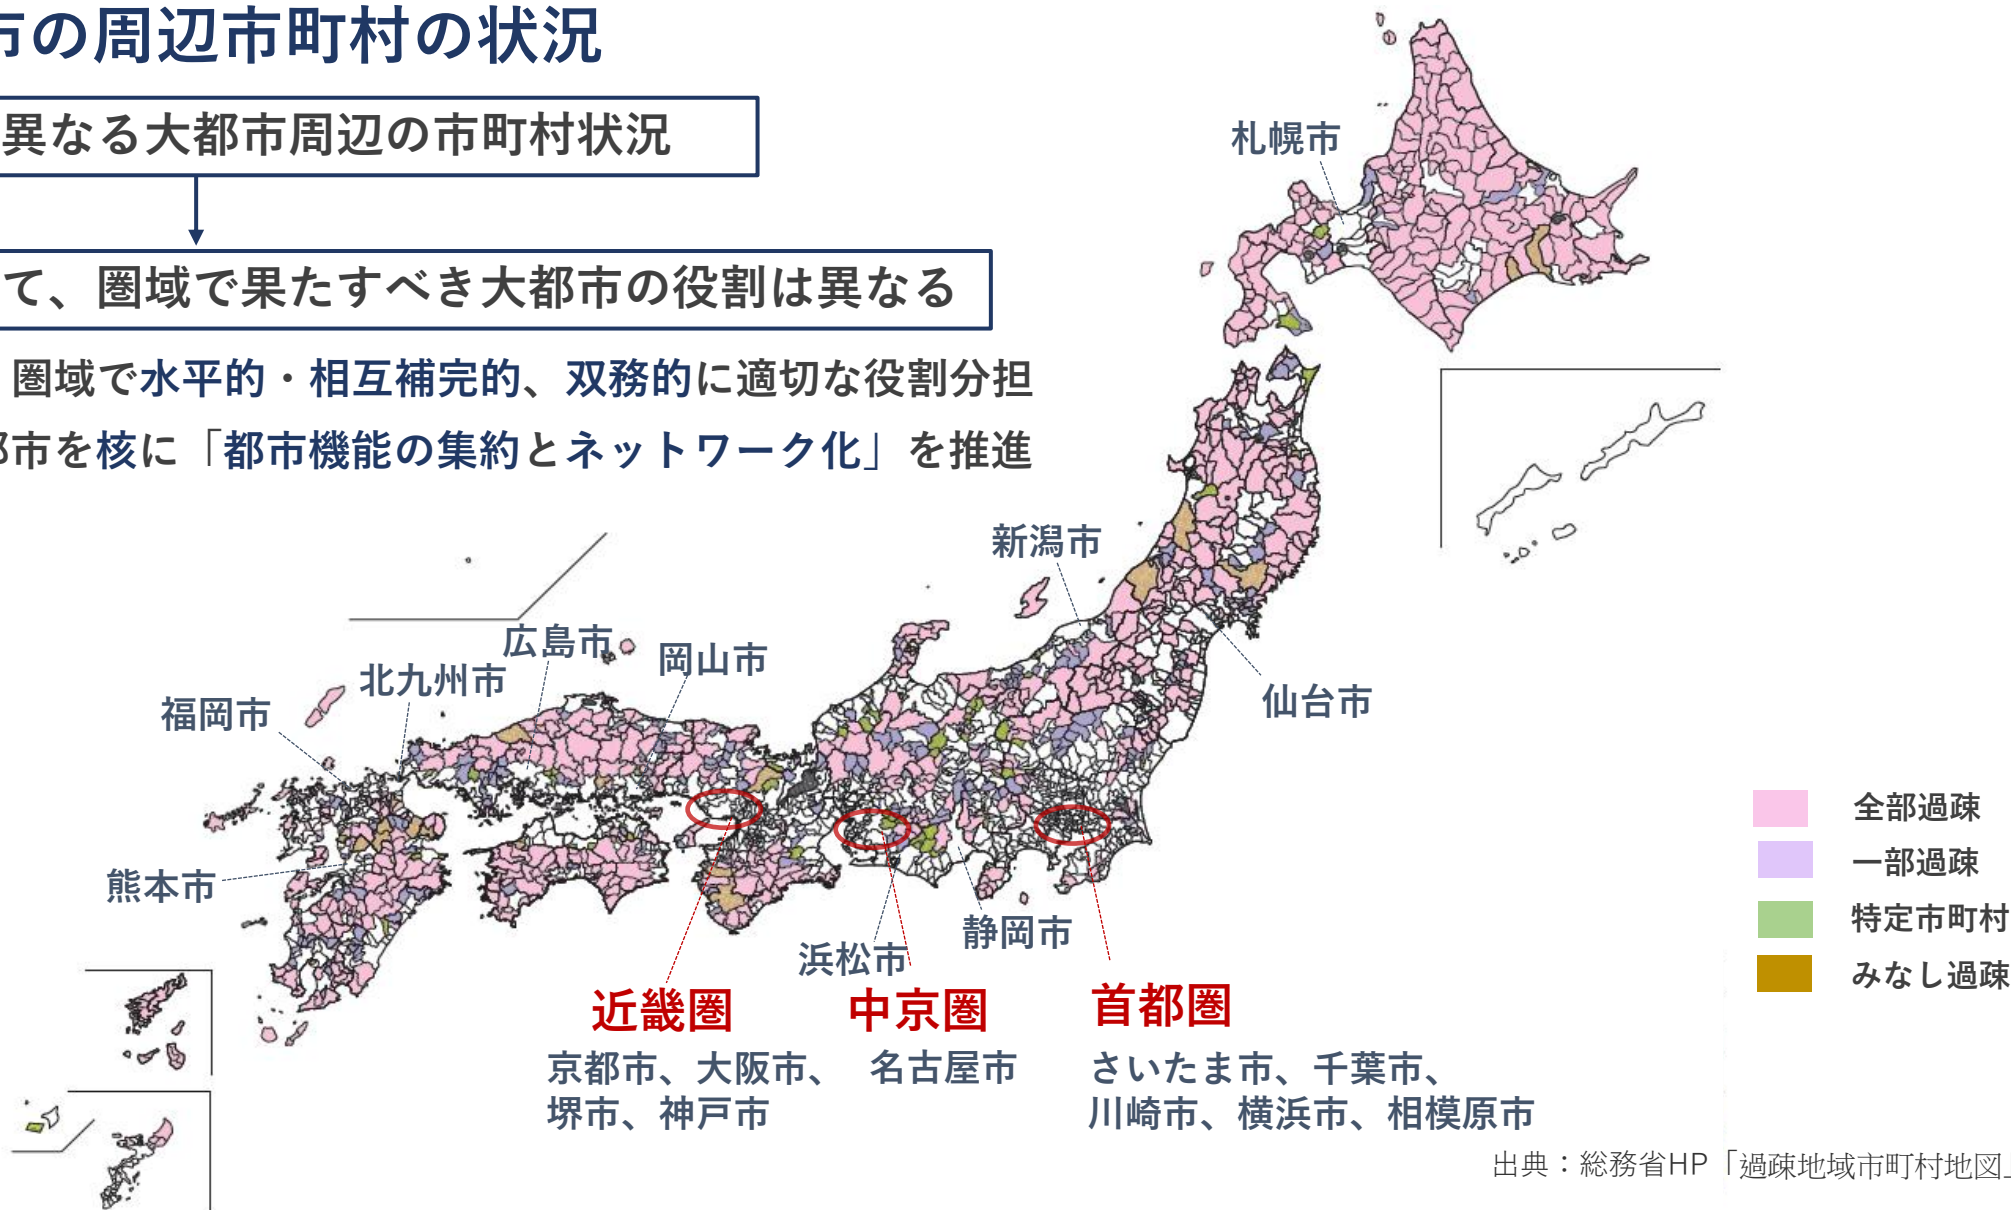 市の周辺市町村の状況
異なる大都市周辺の市町村状況
て、圏域で果たすべき大都市の役割は異なる
圏域で水平的・相互補完的、双務的に適切な役割分担
都市を核に「都市機能の集約とネットワーク化」を推進
札幌市
新潟市
仙台市
広島市
岡山市
北九州市
福岡市
熊本市
浜松市
静岡市
近畿圏
京都市、大阪市、
堺市、神戸市
中京圏
名古屋市
首都圏
さいたま市、千葉市、
川崎市、横浜市、相模原市
全部過疎
一部過疎
特定市町村
みなし過疎
出典：総務省HP「過疎地域市町村地図」